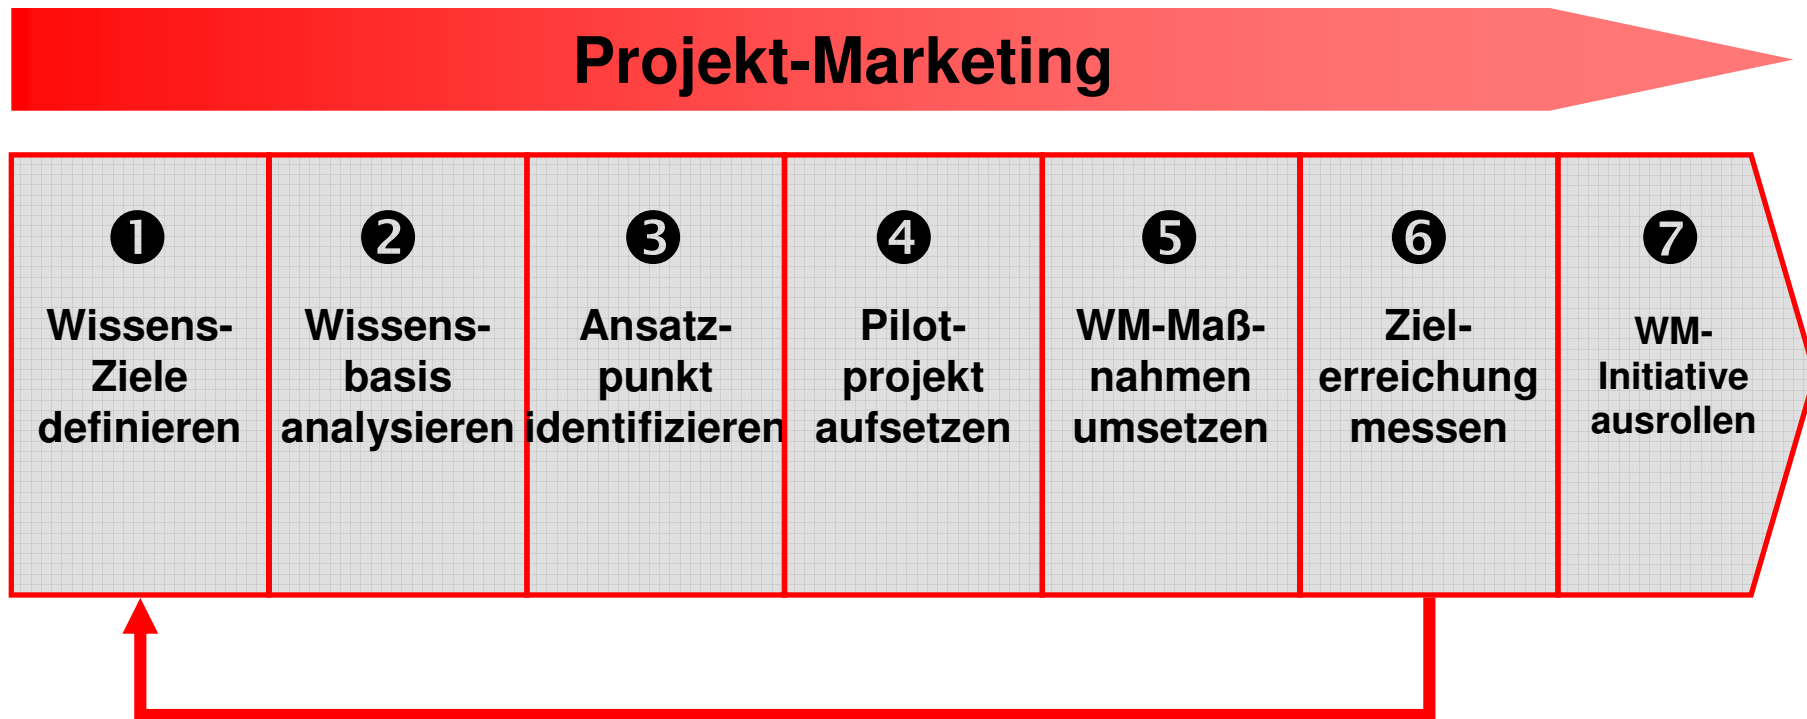 Projekt-Marketing
❶
Wissens-
Ziele
definieren
❷
Wissens-
basis
analysieren
❸
Ansatz-
punkt
identifizieren
❹
Pilot-
projekt
aufsetzen
❺
WM-Maß-
nahmen
umsetzen
❻
Ziel-
erreichung
messen
❼
WM-
Initiative
ausrollen